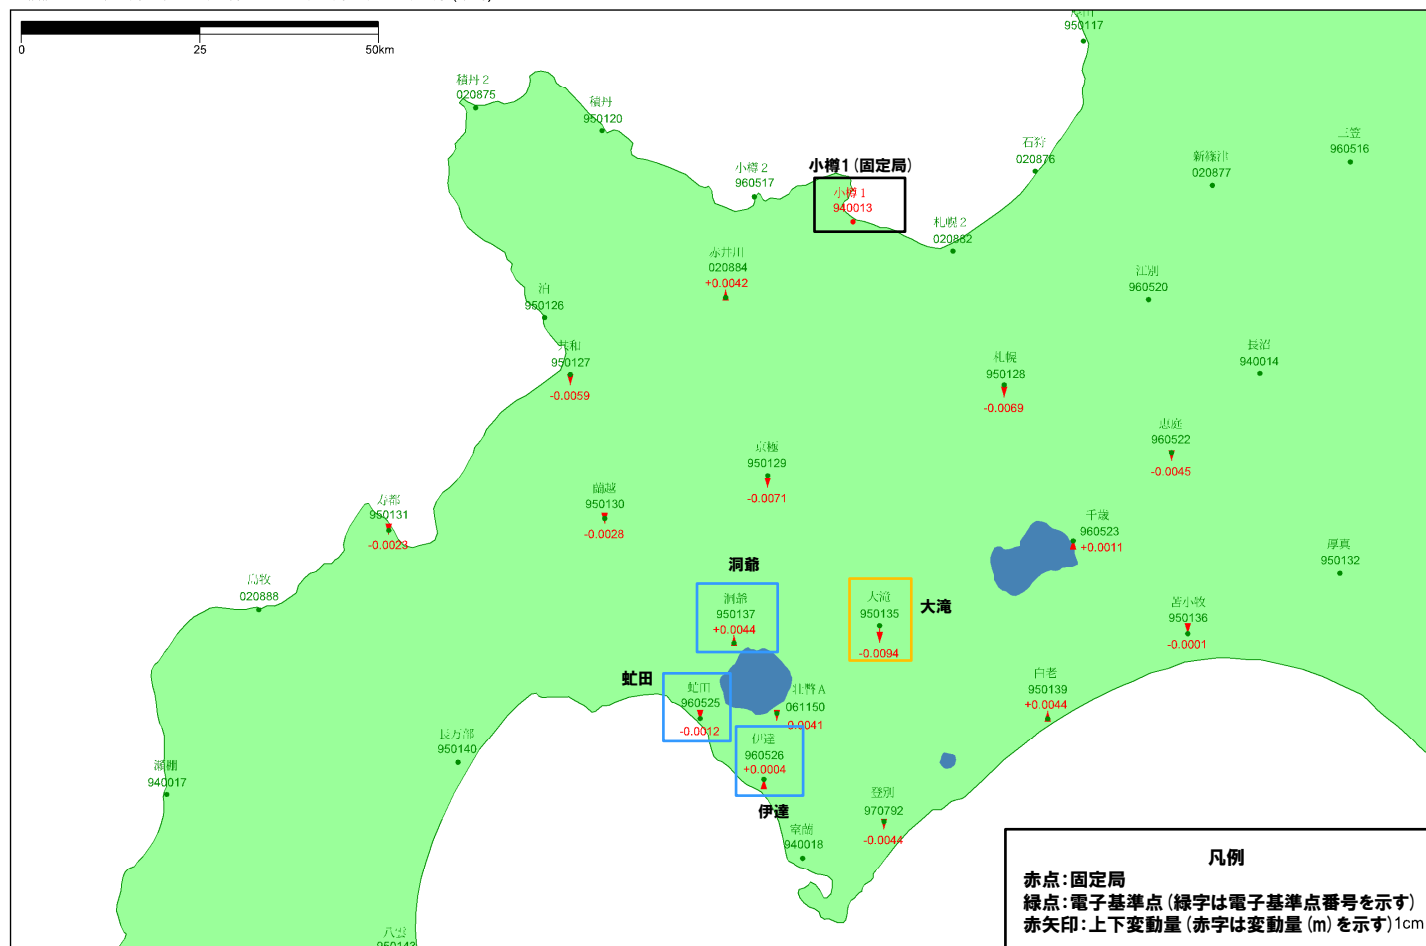 0
25
50km
950117
積丹2
020875
積丹
950120
小樽2
960517
小樽1(固定局)
小樽1
940013
石狩
020876
新篠津
020877
三笠
960516
札幌2
020882
赤井川
020884
+0.0042
江別
960520
泊
950126
共和
950127
-0.0059
札幌
950128
-0.0069
長沼
940014
恵庭
960522
-0.0045
京極
950129
-0.0071
蘭越
950130
-0.0028
寿都
950131
-0.0023
千歳
960523
+0.0011
厚真
950132
島牧
020888
洞爺
洞爺
950137
+0.0044
大滝
950135
-0.0094
大滝
苫小牧
950136
-0.0001
虻田
虻田
960525
-0.0012
壮瞥A
061150
-0.0041
白老
950139
+0.0044
伊達
960526
+0.0004
伊達
長万部
950140
瀬棚
940017
登別
970792
-0.0044
室蘭
940018
八雲
950143
凡例
赤点:固定局
緑点:電子基準点(緑字は電子基準点番号を示す)
赤矢印:上下変動量(赤字は変動量(m)を示す)1cm